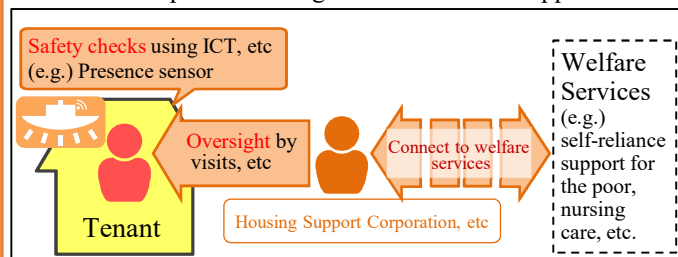 Safety checks using ICT, etc
(e.g.) Presence sensor
Oversight by
visits, etc
Tenant
Housing Support Corporation, etc
Connect to welfare
services
Welfare
Services
(e.g.)
self-reliance
support for
the poor,
nursing
care, etc.